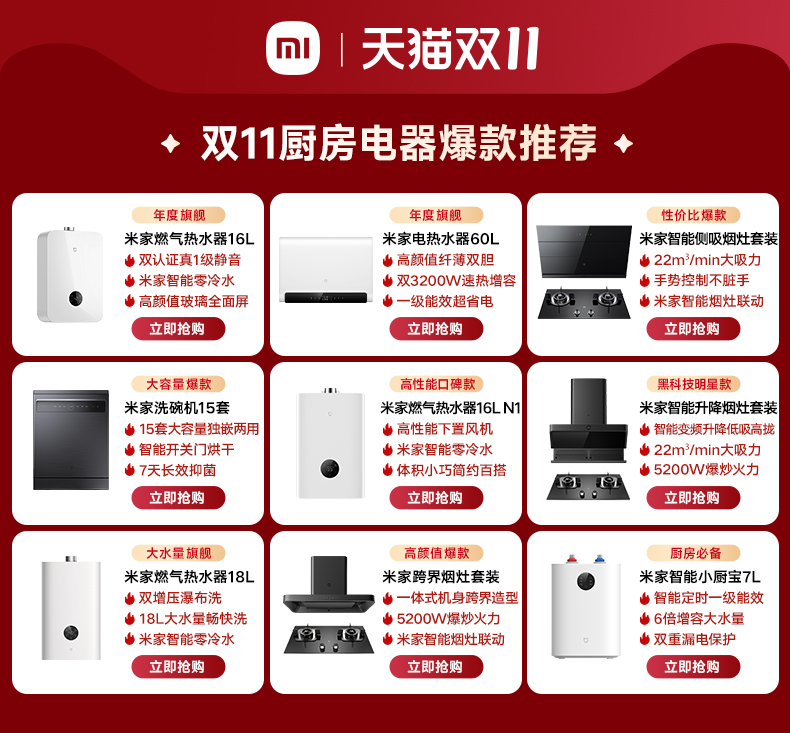 mi 天猫双11
双11厨房电器爆款推荐
年度旗舰
米家燃气热水器16L
双认证真1级静音
米家智能零冷水
高颜值玻璃全面屏
立即抢购
年度旗舰
米家电热水器60L
高颜值纤薄双胆
双3200W速热增容
一级能效超省电
立即抢购
性价比爆款
米家智能侧吸烟灶套装
22m³/min大吸力
手势控制不脏手
米家智能烟灶联动
立即抢购
大容量爆款
米家洗碗机15套
15套大容量独嵌两用
智能开关门烘干
7天长效抑菌
立即抢购
高性能口碑款
米家燃气热水器16L N1
高性能下置风机
米家智能零冷水
体积小巧简约百搭
立即抢购
黑科技明星款
米家智能升降烟灶套装
智能变频升降低吸高拢
22m³/min大吸力
5200W爆炒火力
立即抢购
大水量旗舰
米家燃气热水器18L
双增压瀑布洗
18L大水量畅快洗
米家智能零冷水
立即抢购
高颜值爆款
米家跨界烟灶套装
一体式机身跨界造型
5200W爆炒火力
米家智能烟灶联动
立即抢购
厨房必备
米家智能小厨宝7L
智能定时一级能效
6倍增容大水量
双重漏电保护
立即抢购